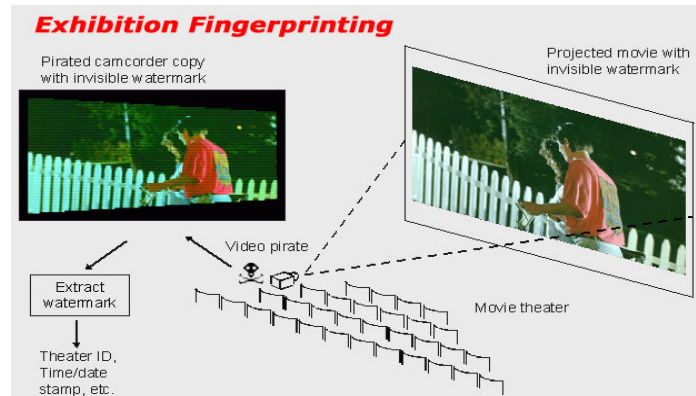 Exhibition Fingerprinting
Pirated camcorder copy
with invisible watermark
Projected movie with
invisible watermark
Video pirate
Extract
watermark
Movie theater
Theater ID,
Time/date
stamp, etc.